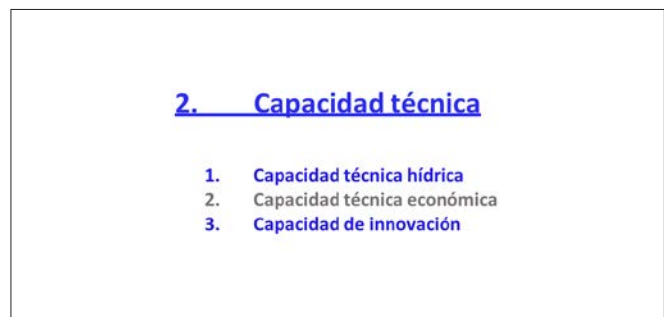 2. Capacidad técnica
1. Capacidad técnica hídrica
2. Capacidad técnica económica
3. Capacidad de innovación